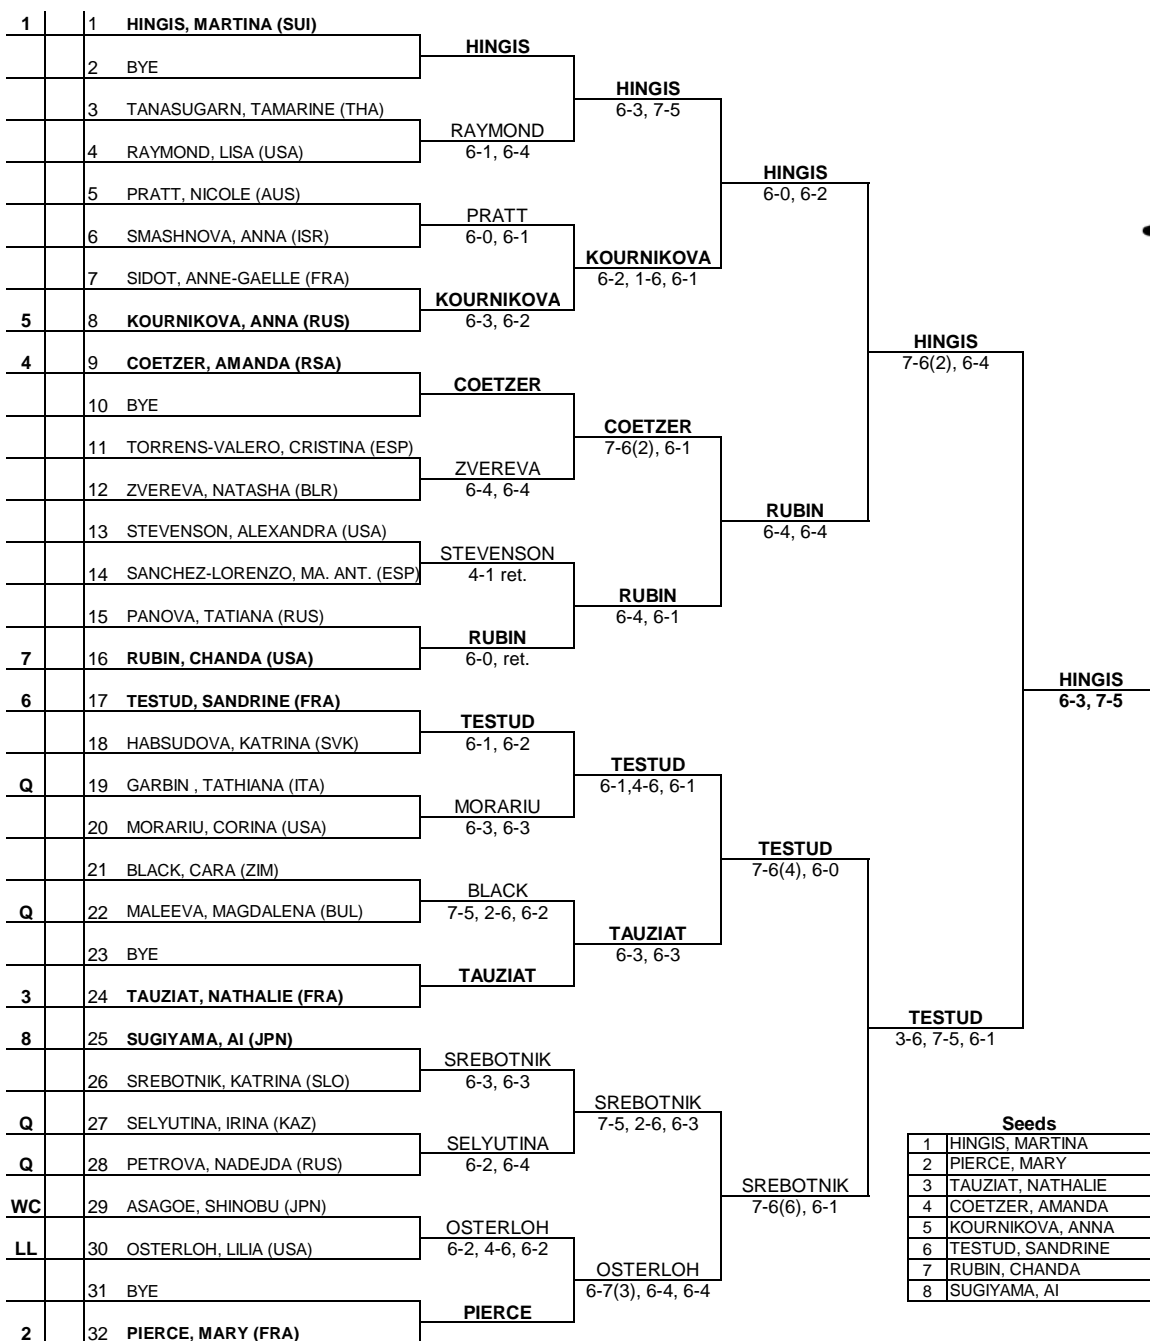 1 1 HINGIS, MARTINA (SUI)
HINGIS
2 BYE
HINGIS
3 TANASUGARN, TAMARINE (THA)
6-3, 7-5
RAYMOND
4 RAYMOND, LISA (USA)
6-1, 6-4
HINGIS
5 PRATT, NICOLE (AUS)
6-0, 6-2
PRATT
6 SMASHNOVA, ANNA (ISR)
6-0, 6-1
KOURNIKOVA
7 SIDOT, ANNE-GAELLE (FRA)
6-2, 1-6, 6-1
KOURNIKOVA
5 8 KOURNIKOVA, ANNA (RUS)
6-3, 6-2
HINGIS
4 9 COETZER, AMANDA (RSA)
7-6(2), 6-4
COETZER
10 BYE
COETZER
11 TORRENS-VALERO, CRISTINA (ESP)
7-6(2), 6-1
ZVEREVA
12 ZVEREVA, NATASHA (BLR)
6-4, 6-4
RUBIN
13 STEVENSON, ALEXANDRA (USA)
6-4, 6-4
STEVENSON
14 SANCHEZ-LORENZO, MA. ANT. (ESP)
4-1 ret.
RUBIN
15 PANOVA, TATIANA (RUS)
6-4, 6-1
RUBIN
7 16 RUBIN, CHANDA (USA)
6-0, ret.
HINGIS
6 17 TESTUD, SANDRINE (FRA)
6-3, 7-5
TESTUD
18 HABSUDOVA, KATRINA (SVK)
6-1, 6-2
TESTUD
Q 19 GARBIN , TATHIANA (ITA)
6-1,4-6, 6-1
MORARIU
20 MORARIU, CORINA (USA)
6-3, 6-3
TESTUD
21 BLACK, CARA (ZIM)
7-6(4), 6-0
BLACK
Q 22 MALEEVA, MAGDALENA (BUL)
7-5, 2-6, 6-2
TAUZIAT
23 BYE
6-3, 6-3
TAUZIAT
3 24 TAUZIAT, NATHALIE (FRA)
TESTUD
8 25 SUGIYAMA, AI (JPN)
3-6, 7-5, 6-1
SREBOTNIK
26 SREBOTNIK, KATRINA (SLO)
6-3, 6-3
SREBOTNIK
Q 27 SELYUTINA, IRINA (KAZ)
7-5, 2-6, 6-3
SELYUTINA
Q 28 PETROVA, NADEJDA (RUS)
6-2, 6-4
SREBOTNIK
WC 29 ASAGOE, SHINOBU (JPN)
7-6(6), 6-1
OSTERLOH
LL 30 OSTERLOH, LILIA (USA)
6-2, 4-6, 6-2
OSTERLOH
31 BYE
6-7(3), 6-4, 6-4
PIERCE
2 32 PIERCE, MARY (FRA)
Seeds
1 HINGIS, MARTINA
2 PIERCE, MARY
3 TAUZIAT, NATHALIE
4 COETZER, AMANDA
5 KOURNIKOVA, ANNA
6 TESTUD, SANDRINE
7 RUBIN, CHANDA
8 SUGIYAMA, AI